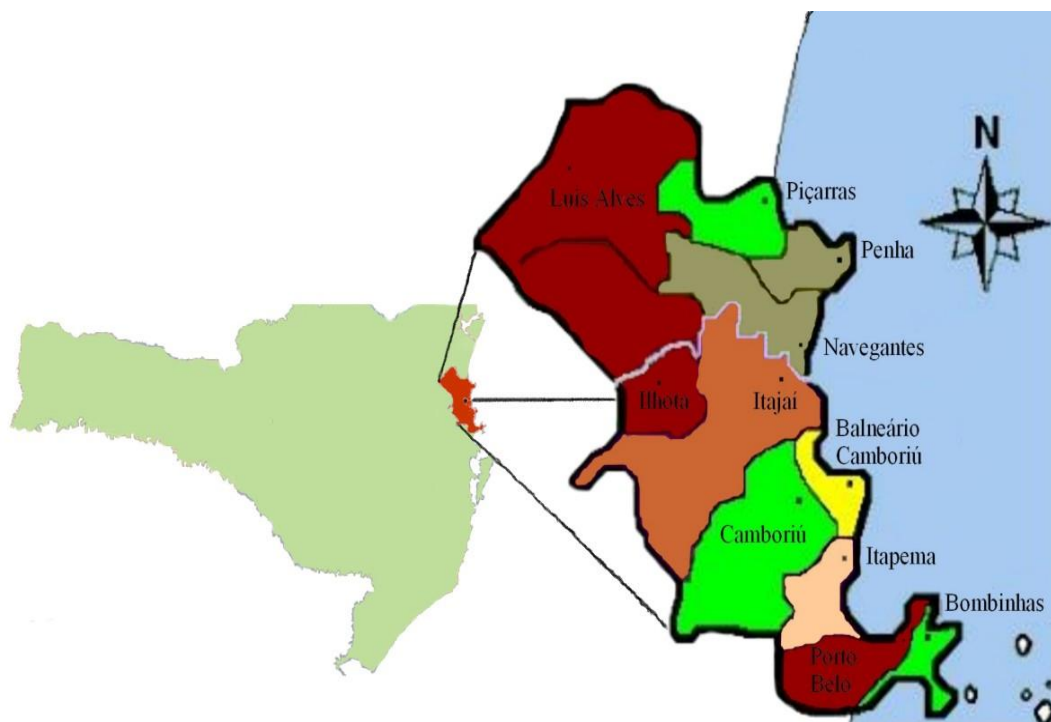 N
Luis Alves
Piçarras
Penha
Navegantes
Ilhota
Itajaí
Balneário
Camboriú
Camboriú
Itapema
Bombinhas
Porto
Belo